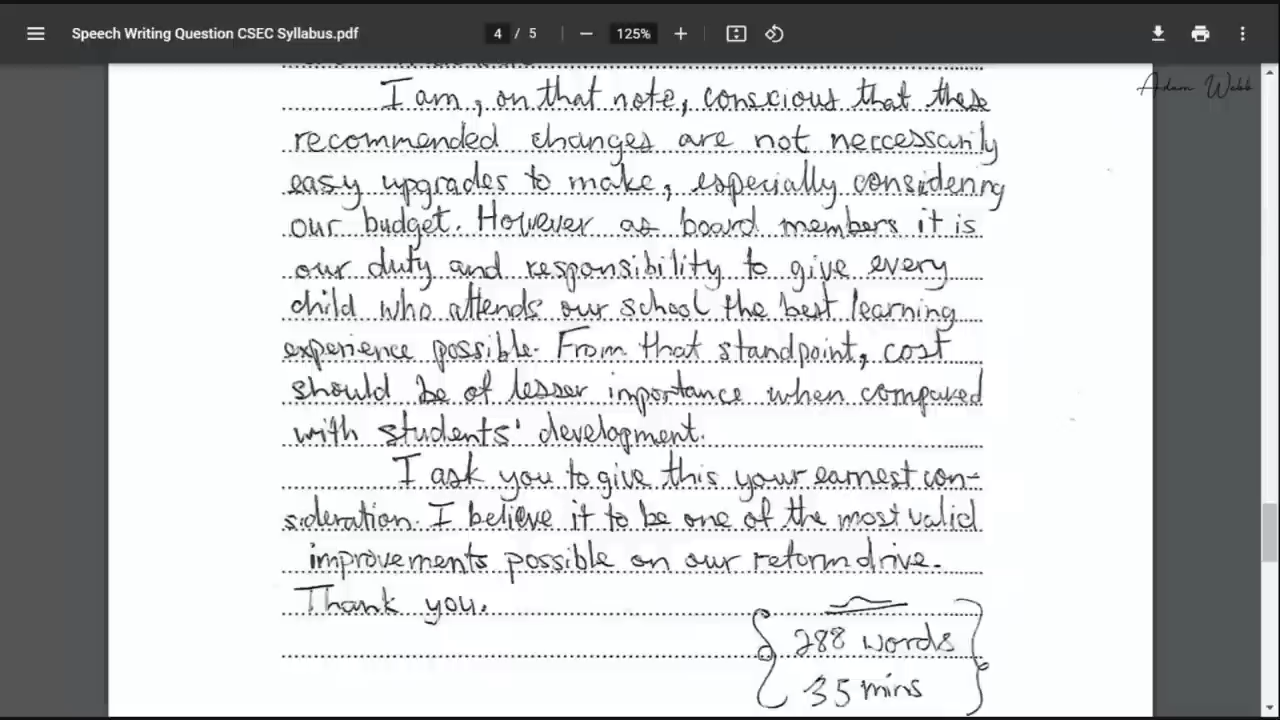 Speech Writing Question CSEC Syllabus.pdf
4 / 5
125%
Adam Webb
I am, on that note, conscious that these
recommended changes are not neccessarily
easy upgrades to make, especially considering
our budget. However as board members it is
our duty and responsibility to give every
child who attends our school the best learning
experience possible. From that standpoint, cost
should be of lesser importance when compared
with students' development.
I ask you to give this your earnest con-
sideration. I believe it to be one of the most valid
improvements possible on our reform drive.
Thank you.
288 words
35 mins